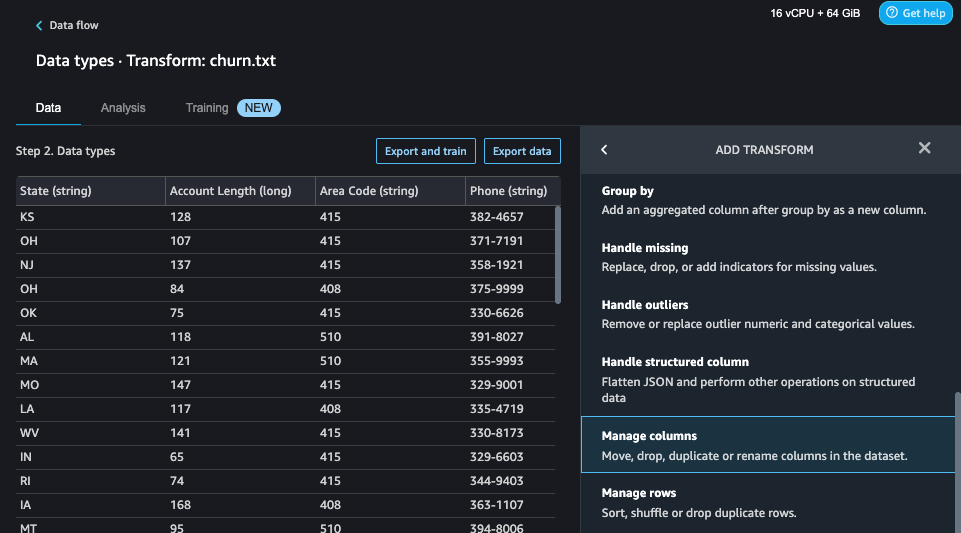 16 vCPU + 64 GiB
Get help
Data flow
Data types · Transform: churn.txt
Data Analysis Training NEW
Step 2. Data types
Export and train Export data
State (string) Account Length (long) Area Code (string) Phone (string)
KS 128 415 382-4657
OH 107 415 371-7191
NJ 137 415 358-1921
OH 84 408 375-9999
OK 75 415 330-6626
AL 118 510 391-8027
MA 121 510 355-9993
MO 147 415 329-9001
LA 117 408 335-4719
WV 141 415 330-8173
IN 65 415 329-6603
RI 74 415 344-9403
IA 168 408 363-1107
MT 95 510 394-8006
ADD TRANSFORM
Group by
Add an aggregated column after group by as a new column.
Handle missing
Replace, drop, or add indicators for missing values.
Handle outliers
Remove or replace outlier numeric and categorical values.
Handle structured column
Flatten JSON and perform other operations on structured
data
Manage columns
Move, drop, duplicate or rename columns in the dataset.
Manage rows
Sort, shuffle or drop duplicate rows.